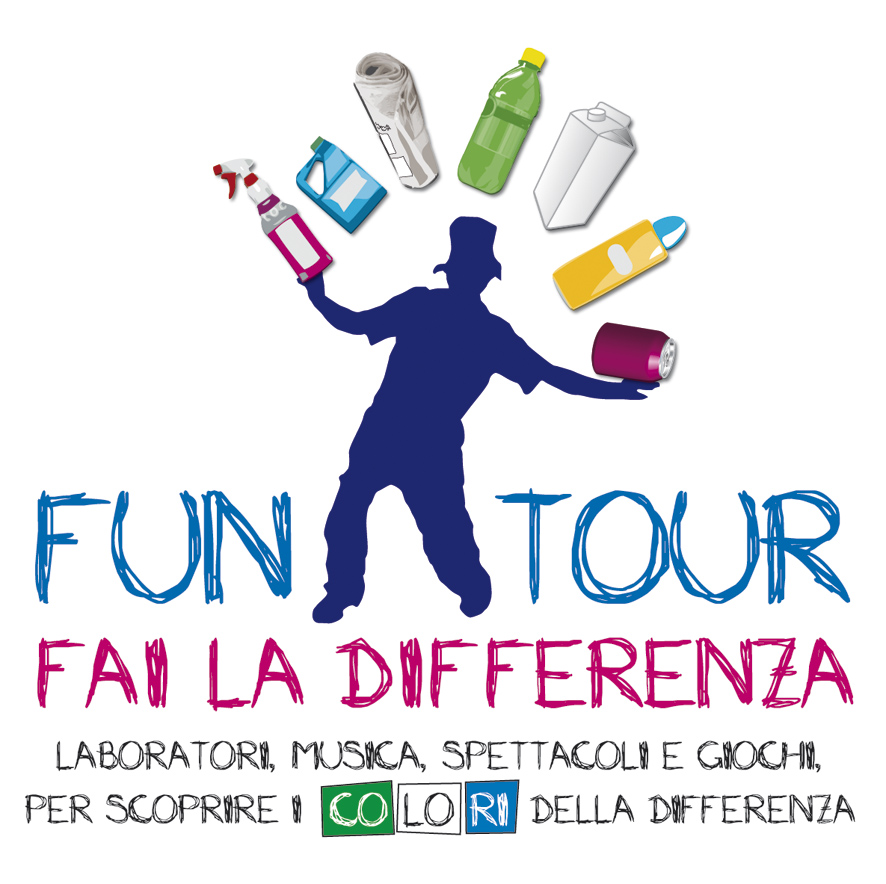 FUN TOUR
FAI LA DIFFERENZA
LABORATORI, MUSICA, SPETTACOLI E GIOCHI,
PER SCOPRIRE I COLORI DELLA DIFFERENZA